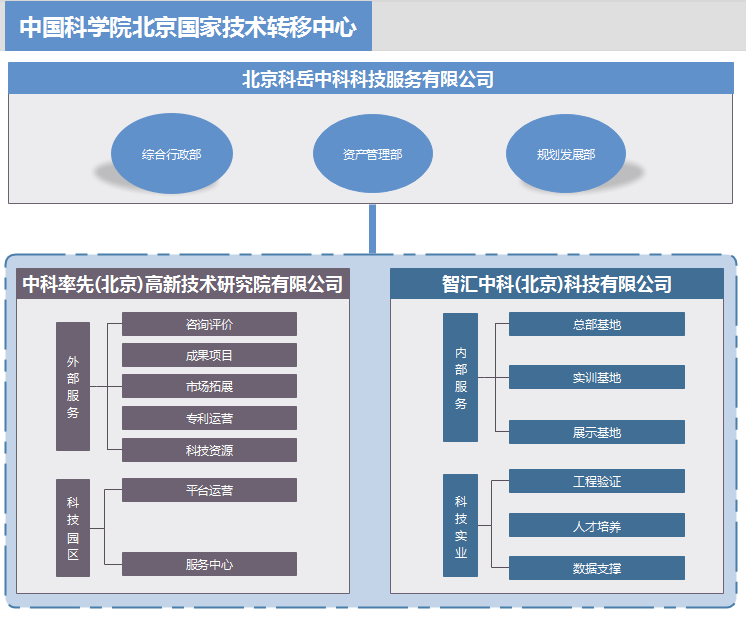 中国科学院北京国家技术转移中心
北京科岳中科科技服务有限公司
综合行政部
资产管理部
规划发展部
中科率先(北京)高新技术研究院有限公司
外部服务
咨询评价
成果项目
市场拓展
专利运营
科技资源
科技园区
平台运营
服务中心
智汇中科(北京)科技有限公司
内部服务
总部基地
实训基地
展示基地
科技实业
工程验证
人才培养
数据支撑